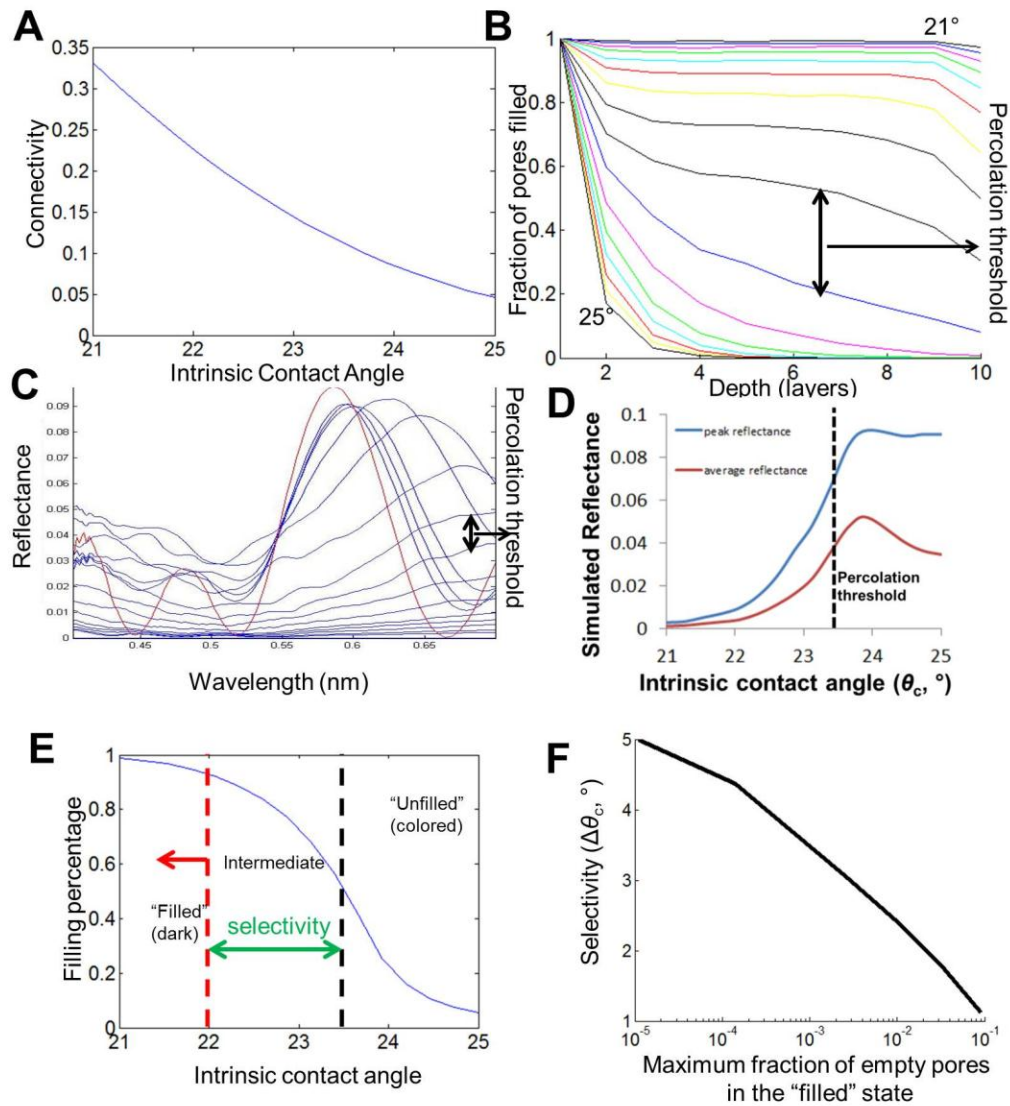 A
0.35
0.3
0.25
0.2
0.15
0.1
0.05
0
Connectivity
21
22
23
24
25
Intrinsic Contact Angle
B
1
0.8
0.6
0.4
0.2
0
Fraction of pores filled
21°
25°
2
4
6
8
10
Depth (layers)
Percolation threshold
C
0.09
0.08
0.07
0.06
0.05
0.04
0.03
0.02
0.01
0
Reflectance
0.45
0.5
0.55
0.6
0.65
Wavelength (nm)
Percolation threshold
D
0.1
0.08
0.06
0.04
0.02
0
Simulated Reflectance
peak reflectance
average reflectance
Percolation
threshold
21
22
23
24
25
Intrinsic contact angle (θc, °)
E
1
0.8
0.6
0.4
0.2
0
Filling percentage
"Unfilled"
(colored)
Intermediate
"Filled"
(dark)
selectivity
21
22
23
24
25
Intrinsic contact angle
F
5
4
3
2
1
Selectivity (Δθc, °)
10-5
10-4
10-3
10-2
10-1
Maximum fraction of empty pores
in the "filled" state